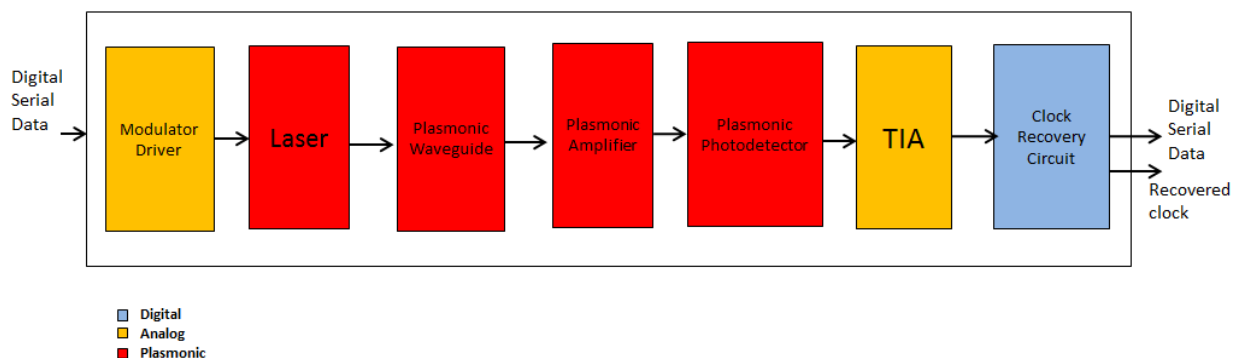 Digital
Serial
Data
Modulator
Driver
Laser
Plasmonic
Waveguide
Plasmonic
Amplifier
Plasmonic
Photodetector
TIA
Clock
Recovery
Circuit
Digital
Serial
Data
Recovered
clock
Digital
Analog
Plasmonic